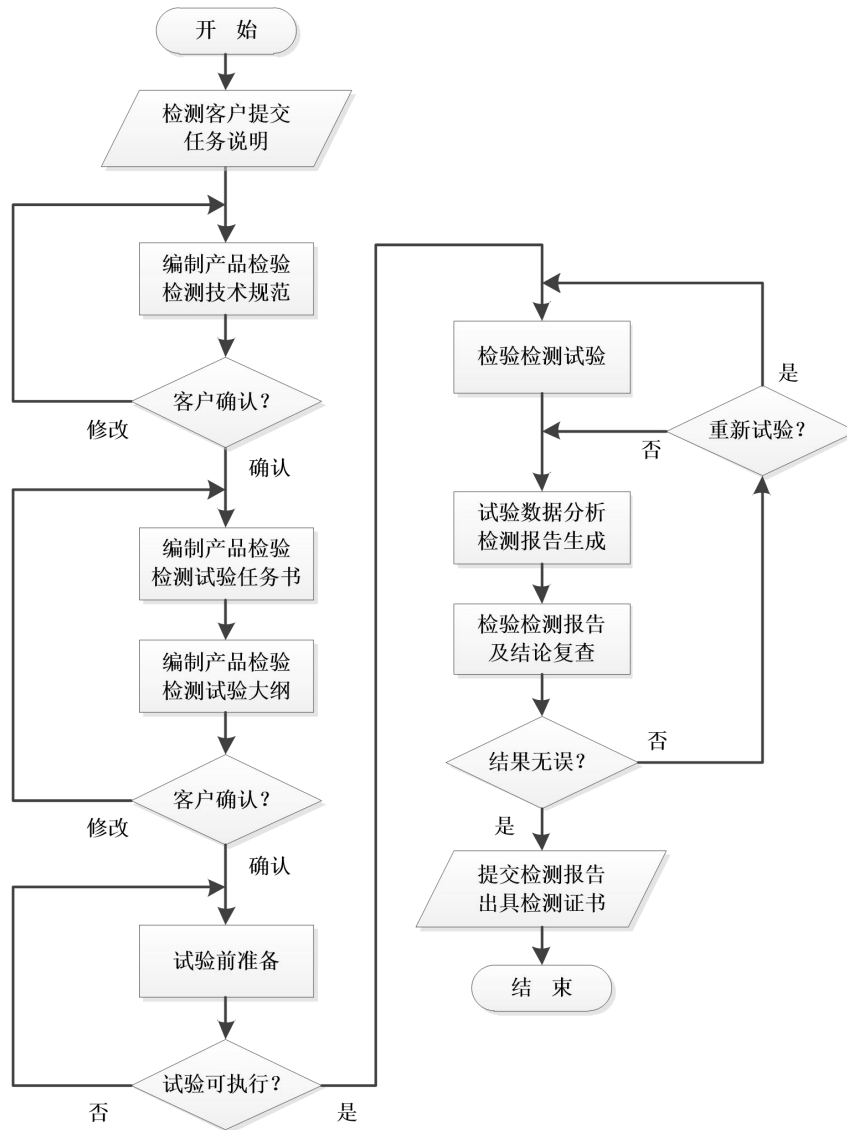 开 始
检测客户提交
任务说明
编制产品检验
检测技术规范
客户确认？
修改
确认
编制产品检验
检测试验任务书
编制产品检验
检测试验大纲
客户确认？
修改
确认
试验前准备
试验可执行？
否
是
检验检测试验
是
重新试验？
否
试验数据分析
检测报告生成
检验检测报告
及结论复查
结果无误？
否
是
提交检测报告
出具检测证书
结 束